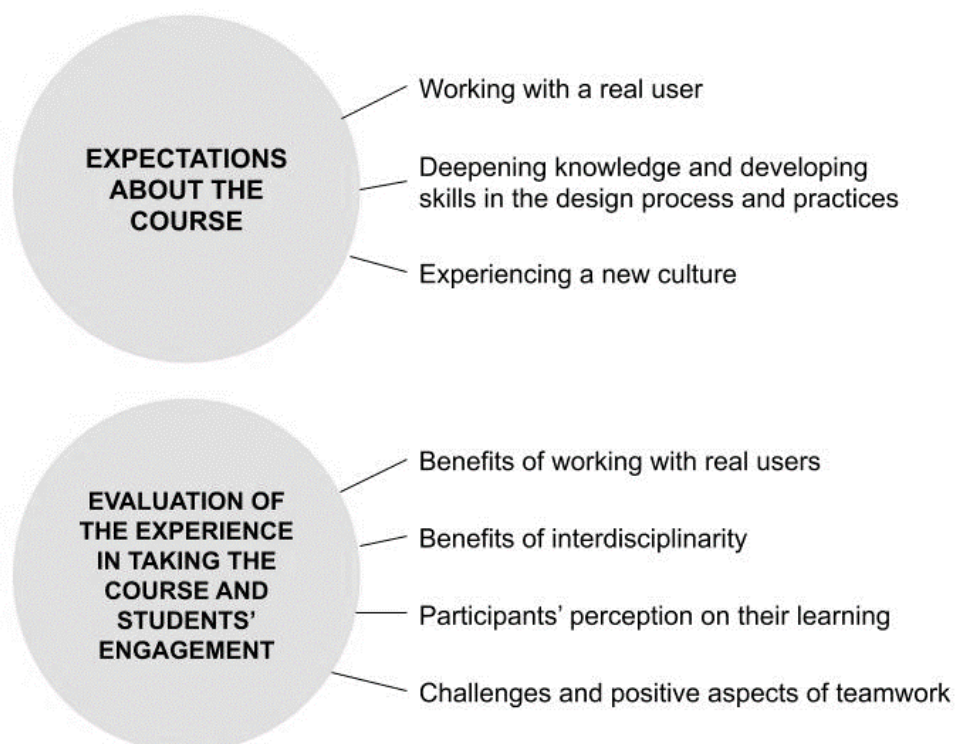 EXPECTATIONS
ABOUT THE
COURSE
Working with a real user
Deepening knowledge and developing
skills in the design process and practices
Experiencing a new culture
EVALUATION OF
THE EXPERIENCE
IN TAKING THE
COURSE AND
STUDENTS’
ENGAGEMENT
Benefits of working with real users
Benefits of interdisciplinarity
Participants’ perception on their learning
Challenges and positive aspects of teamwork